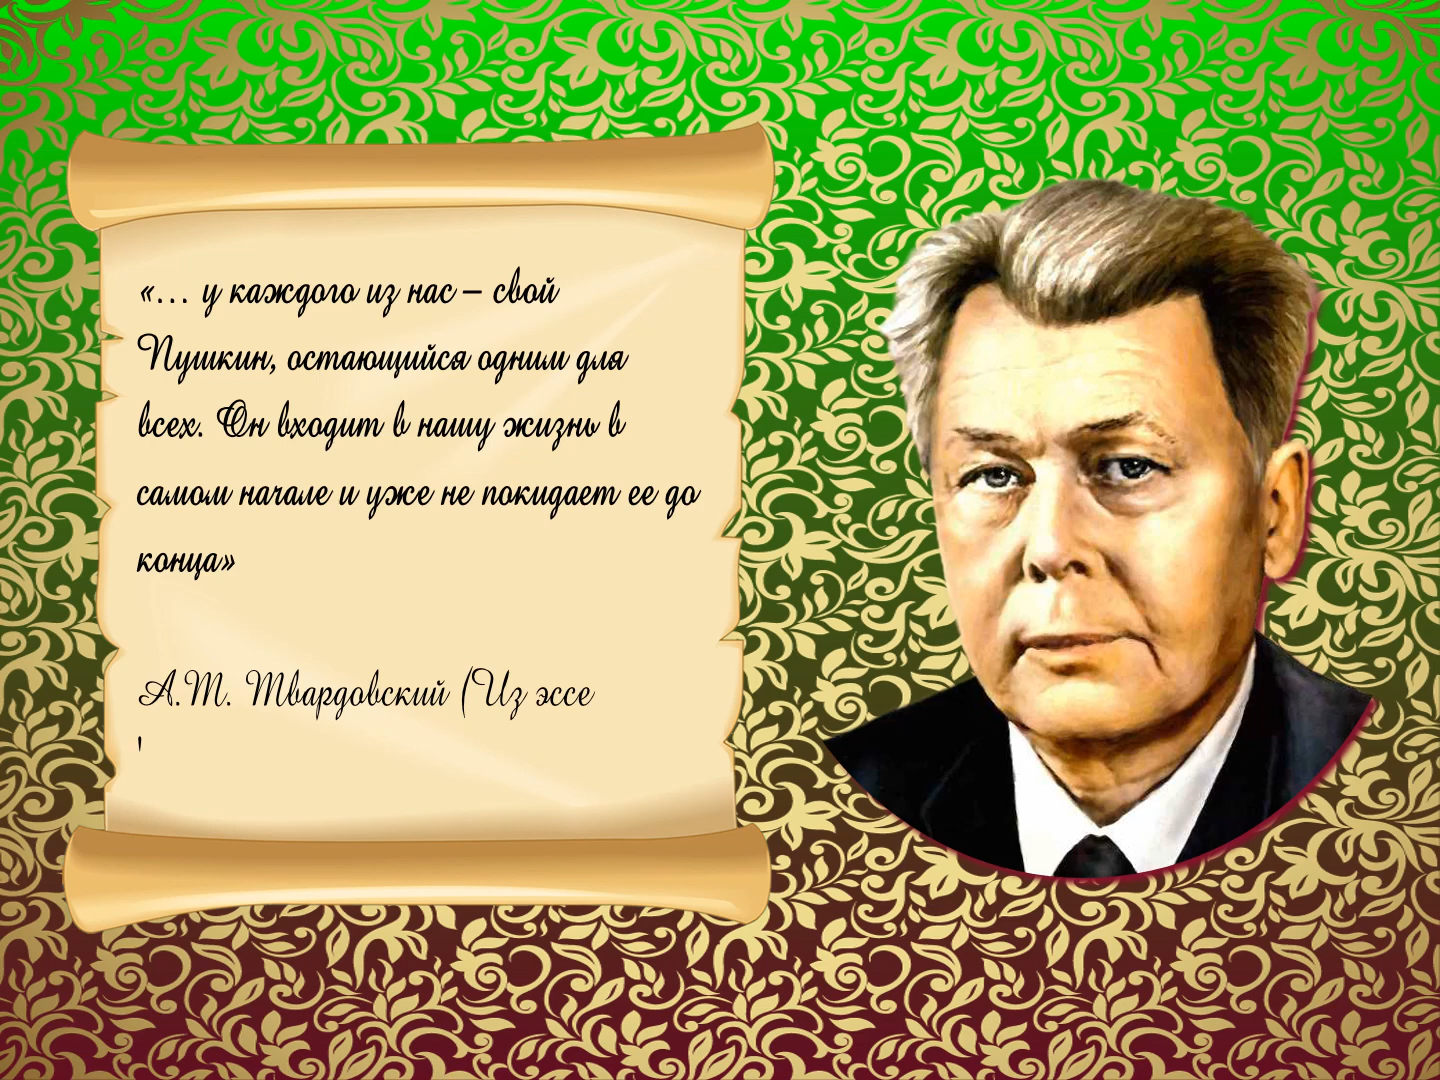 «... у каждого из нас – свой
Пушкин, остающийся одним для
всех. Он входит в нашу жизнь в
самом начале и уже не покидает ее до
конца»
А.Т. Твардовский (Из эссе
'